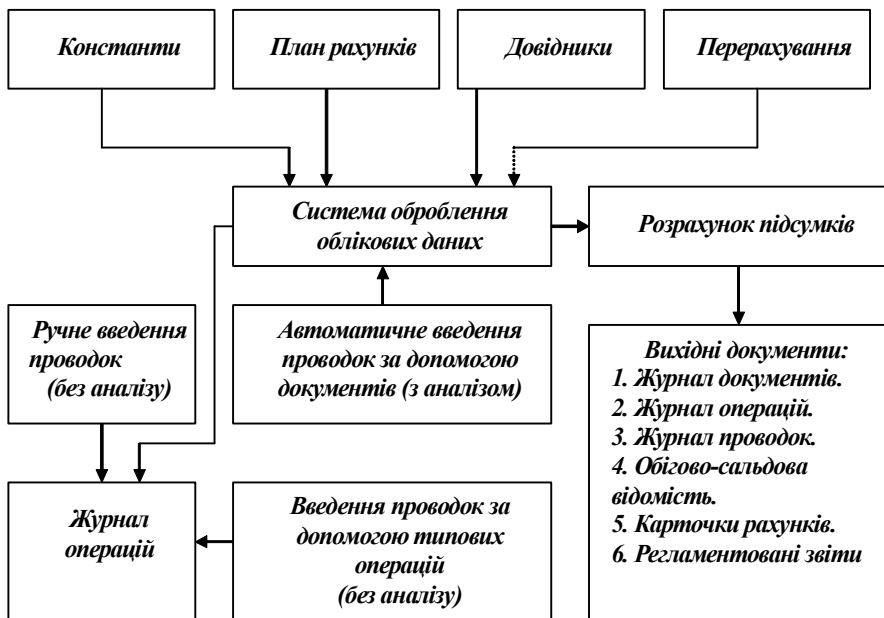 Константи
План рахунків
Довідники
Перерахування
Система оброблення
облікових даних
Розрахунок підсумків
Ручне введення
проводок
(без аналізу)
Автоматичне введення
проводок за допомогою
документів (з аналізом)
Вихідні документи:
1. Журнал документів.
2. Журнал операцій.
3. Журнал проводок.
4. Обігово-сальдова
відомість.
5. Карточки рахунків.
6. Регламентовані звіти
Журнал
операцій
Введення проводок за
допомогою типових
операцій
(без аналізу)